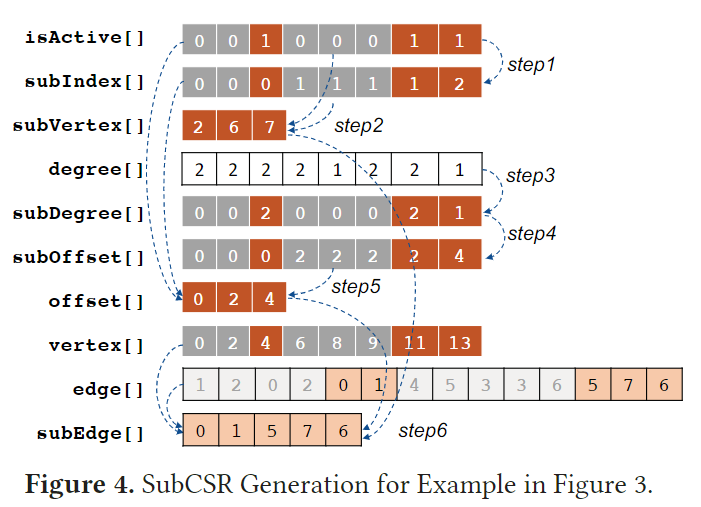 isActive[] 0 0 1 0 0 0 1 1
step1
subIndex[] 0 0 0 1 1 1 1 2
subVertex[] 2 6 7 step2
degree[] 2 2 2 2 1 2 2 1 step3
subDegree[] 0 0 2 0 0 0 2 1
step4
subOffset[] 0 0 0 2 2 2 2 4
offset[] 0 2 4 step5
vertex[] 0 2 4 6 8 9 11 13
edge[] 1 2 0 2 0 1 4 5 3 3 6 5 7 6
subEdge[] 0 1 5 7 6 step6
Figure 4. SubCSR Generation for Example in Figure 3.